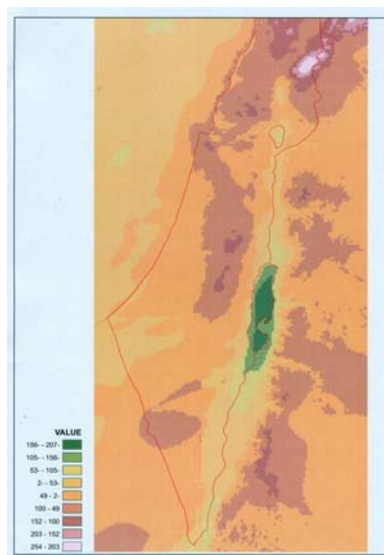 VALUE
156- - 207-
105- - 156-
53- - 105-
2- - 53-
49 - 2-
100 - 49
152 - 100
203 - 152
254 - 203